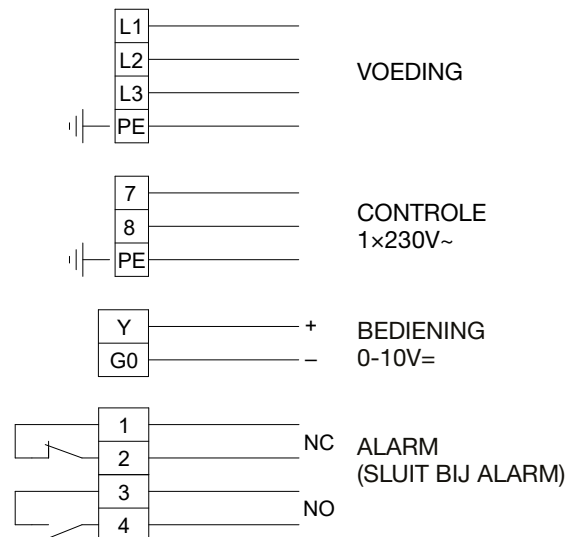 L1
L2
L3
PE
VOEDING
7
8
PE
CONTROLE
1×230V~
Y +
G0 –
BEDIENING
0-10V=
1
2
NC
ALARM
(SLUIT BIJ ALARM)
3
4
NO